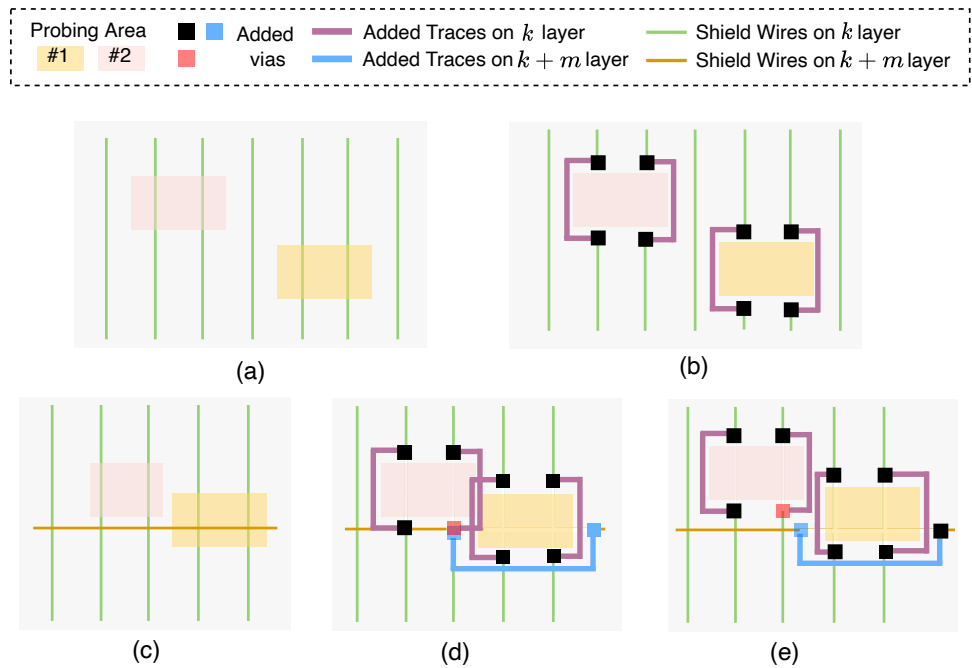 Probing Area
#1 #2
Added
vias
Added Traces on k layer
Added Traces on k + m layer
Shield Wires on k layer
Shield Wires on k + m layer
(a)
(b)
(c)
(d)
(e)